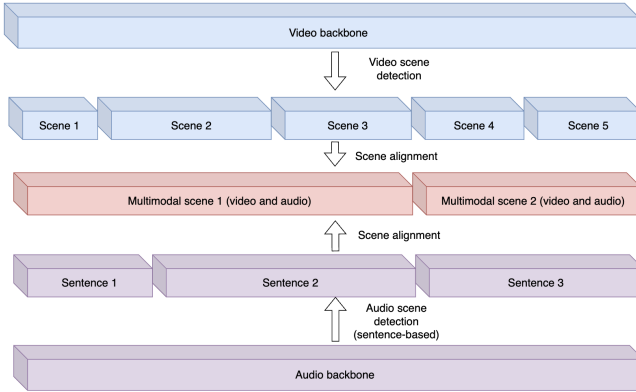 Video backbone
Video scene
detection
Scene 1
Scene 2
Scene 3
Scene 4
Scene 5
Scene alignment
Multimodal scene 1 (video and audio)
Multimodal scene 2 (video and audio)
Scene alignment
Sentence 1
Sentence 2
Sentence 3
Audio scene
detection
(sentence-based)
Audio backbone